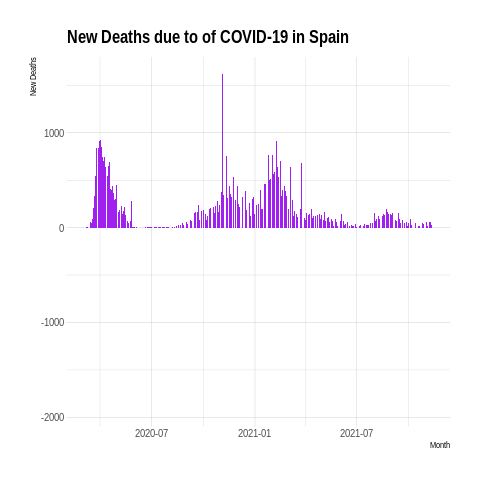 New Deaths due to of COVID-19 in Spain
New Deaths
1000
0
-1000
-2000
2020-07
2021-01
2021-07
Month